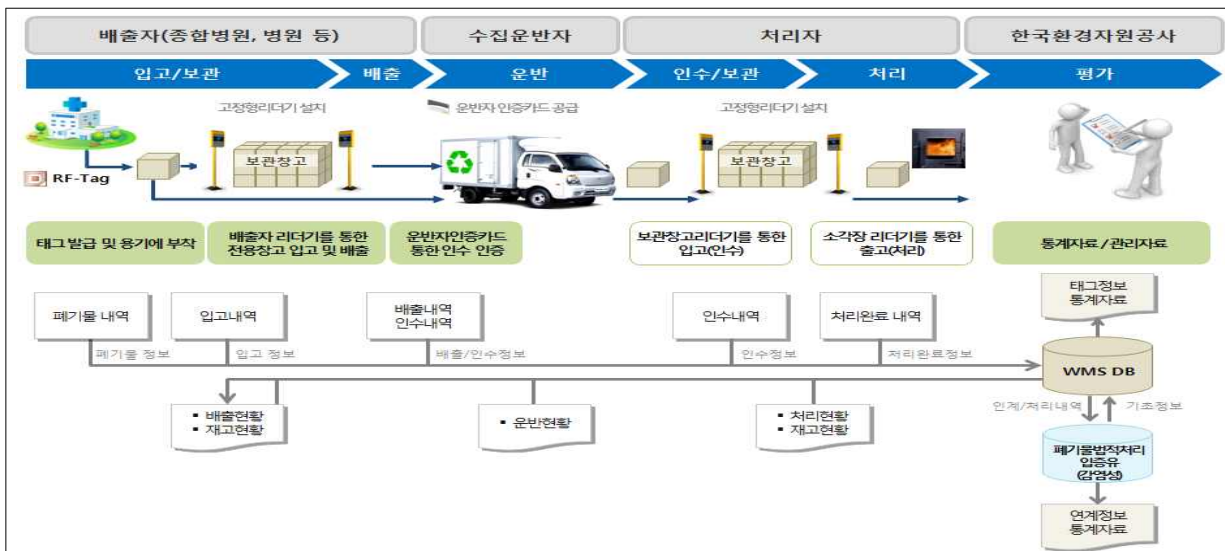 배출자(종합병원, 병원 등)
수집운반자
처리자
한국환경자원공사
입고/보관
배출
운반
인수/보관
처리
평가
고정형리더기 설치
운반자 인증카드 공급
고정형리더기 설치
RF-Tag
보관창고
보관창고
태그 발급 및 용기에 부착
배출자 리더기를 통한
전용창고 입고 및 배출
운반자인증카드
통한 인수 인증
보관창고리더기를 통한
입고(인수)
소각장 리더기를 통한
출고(처리)
통계자료 / 관리자료
폐기물 내역
입고내역
배출내역
인수내역
인수내역
처리완료 내역
태그정보
통계자료
폐기물 정보
입고 정보
배출/인수정보
인수정보
처리완료정보
WMS DB
▪ 배출현황
▪ 재고현황
▪ 운반현황
▪ 처리현황
▪ 재고현황
인계/처리내역
기초정보
폐기물법적처리
입증유
(감염성)
연계정보
통계자료